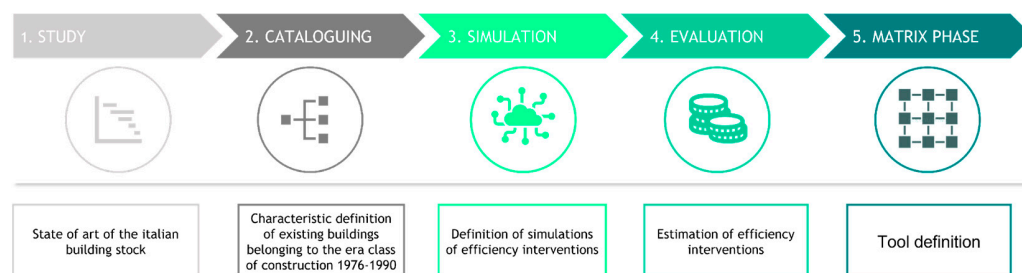 1. STUDY
2. CATALOGUING
3. SIMULATION
4. EVALUATION
5. MATRIX PHASE
State of art of the italian
building stock
Characteristic definition
of existing buildings
belonging to the era class
of construction 1976-1990
Definition of simulations
of efficiency interventions
Estimation of efficiency
interventions
Tool definition